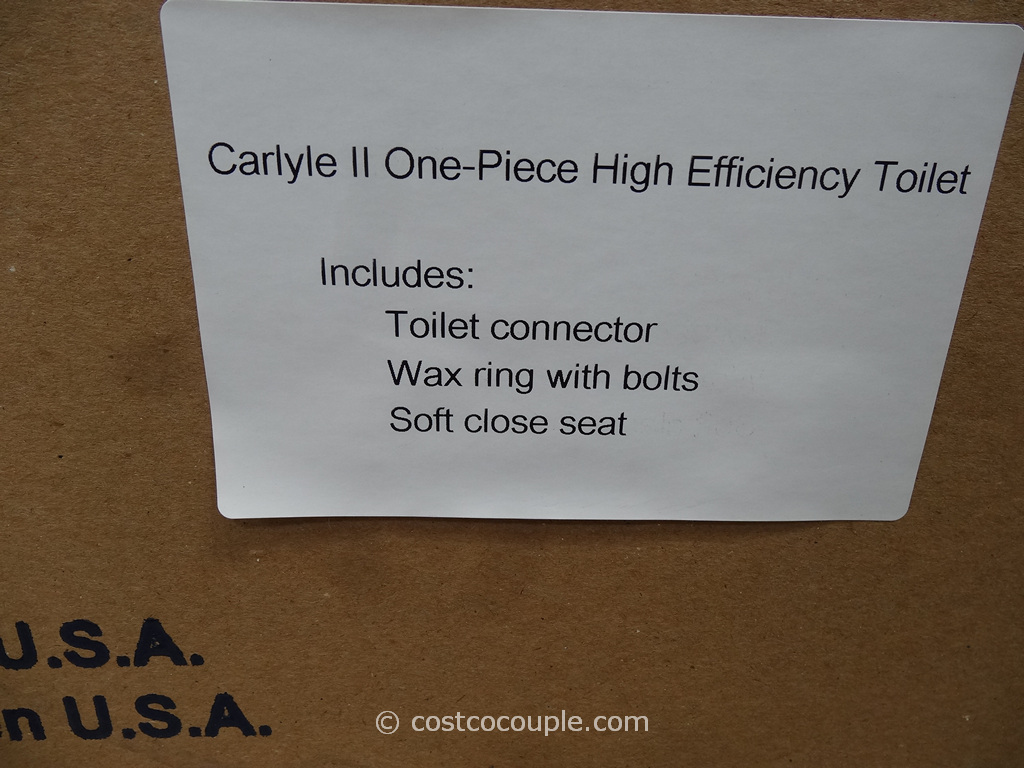 Carlyle II One-Piece High Efficiency Toilet
Includes:
Toilet connector
Wax ring with bolts
Soft close seat
U.S.A.
U.S.A.
© costcocouple.com